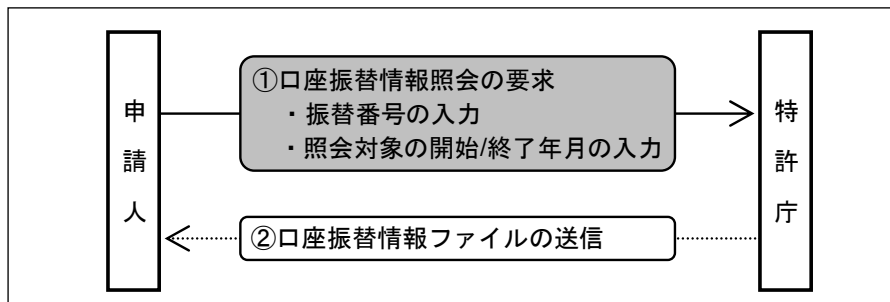 申請人
①口座振替情報照会の要求
・振替番号の入力
・照会対象の開始/終了年月の入力
②口座振替情報ファイルの送信
特許庁